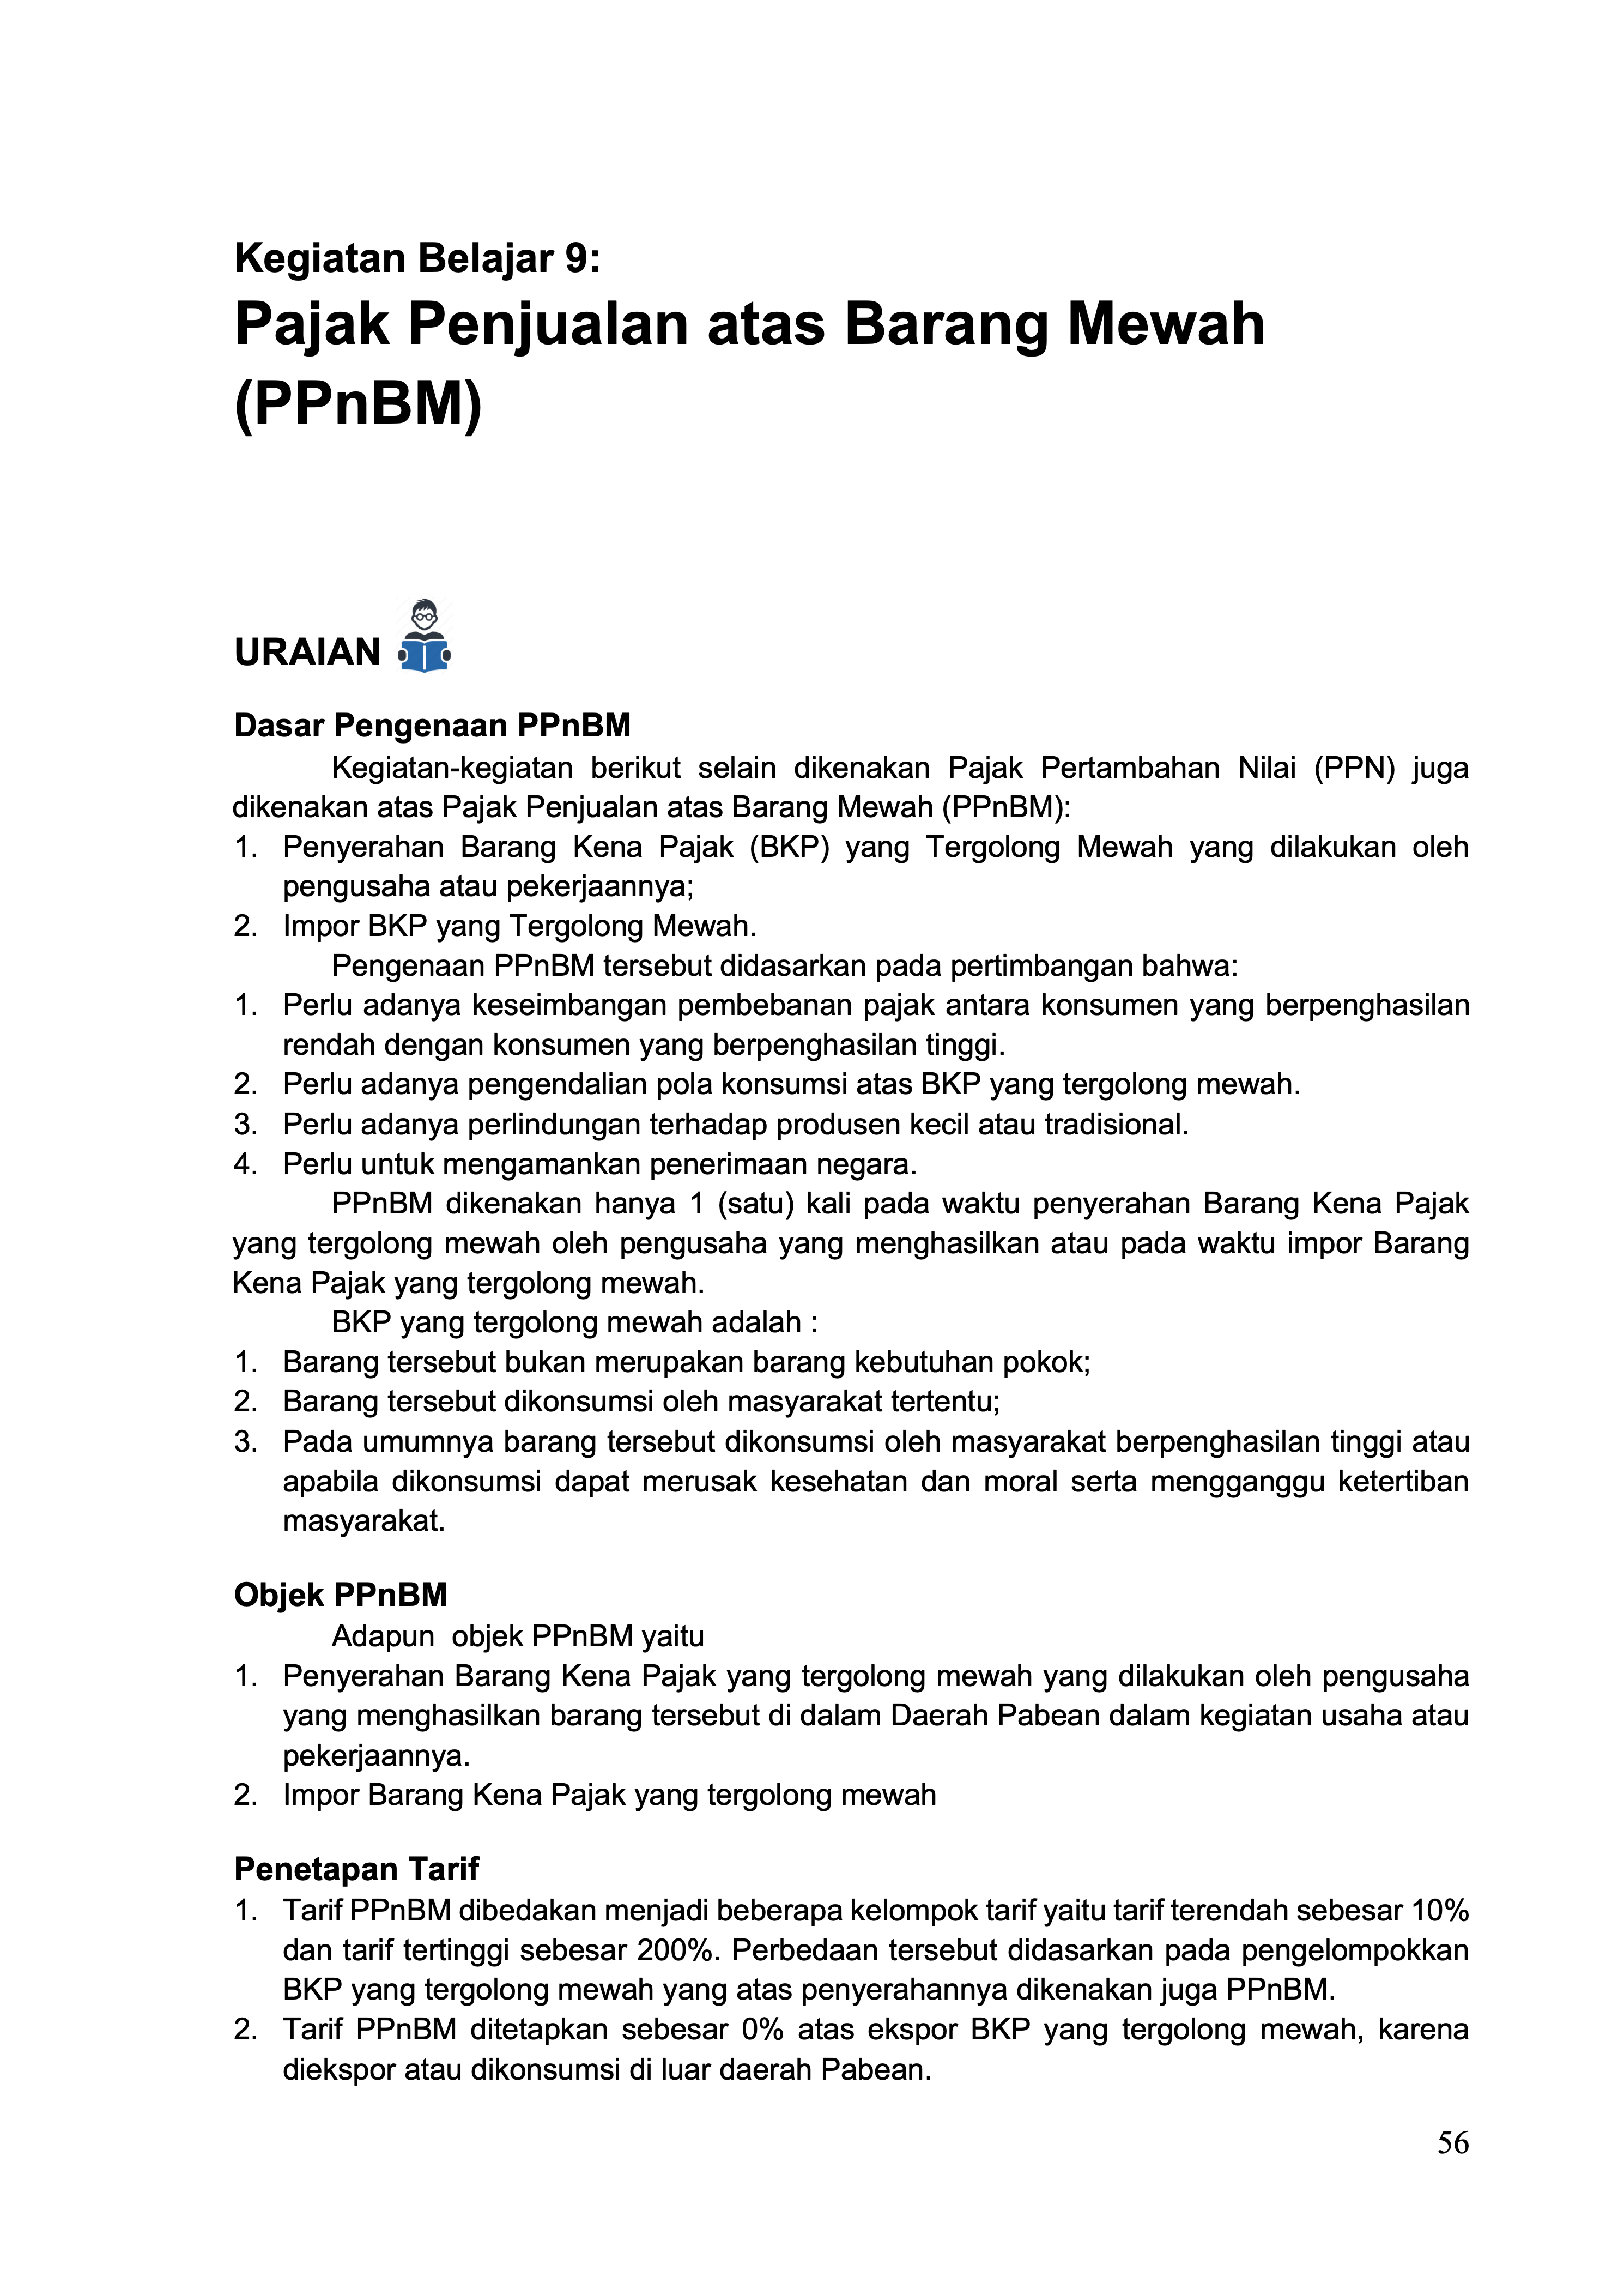 Kegiatan Belajar 9:
Pajak Penjualan atas Barang Mewah
(PPnBM)
URAIAN
Dasar Pengenaan PPnBM
Kegiatan-kegiatan berikut selain dikenakan Pajak Pertambahan Nilai (PPN) juga
dikenakan atas Pajak Penjualan atas Barang Mewah (PPnBM):
1. Penyerahan Barang Kena Pajak (BKP) yang Tergolong Mewah yang dilakukan oleh
pengusaha atau pekerjaannya;
2. Impor BKP yang Tergolong Mewah.
Pengenaan PPnBM tersebut didasarkan pada pertimbangan bahwa:
1. Perlu adanya keseimbangan pembebanan pajak antara konsumen yang berpenghasilan
rendah dengan konsumen yang berpenghasilan tinggi.
2. Perlu adanya pengendalian pola konsumsi atas BKP yang tergolong mewah.
3. Perlu adanya perlindungan terhadap produsen kecil atau tradisional.
4. Perlu untuk mengamankan penerimaan negara.
PPnBM dikenakan hanya 1 (satu) kali pada waktu penyerahan Barang Kena Pajak
yang tergolong mewah oleh pengusaha yang menghasilkan atau pada waktu impor Barang
Kena Pajak yang tergolong mewah.
BKP yang tergolong mewah adalah :
1. Barang tersebut bukan merupakan barang kebutuhan pokok;
2. Barang tersebut dikonsumsi oleh masyarakat tertentu;
3. Pada umumnya barang tersebut dikonsumsi oleh masyarakat berpenghasilan tinggi atau
apabila dikonsumsi dapat merusak kesehatan dan moral serta mengganggu ketertiban
masyarakat.
Objek PPnBM
Adapun  objek PPnBM yaitu
1. Penyerahan Barang Kena Pajak yang tergolong mewah yang dilakukan oleh pengusaha
yang menghasilkan barang tersebut di dalam Daerah Pabean dalam kegiatan usaha atau
pekerjaannya.
2. Impor Barang Kena Pajak yang tergolong mewah
Penetapan Tarif
1. Tarif PPnBM dibedakan menjadi beberapa kelompok tarif yaitu tarif terendah sebesar 10%
dan tarif tertinggi sebesar 200%. Perbedaan tersebut didasarkan pada pengelompokkan
BKP yang tergolong mewah yang atas penyerahannya dikenakan juga PPnBM.
2. Tarif PPnBM ditetapkan sebesar 0% atas ekspor BKP yang tergolong mewah, karena
diekspor atau dikonsumsi di luar daerah Pabean.
56